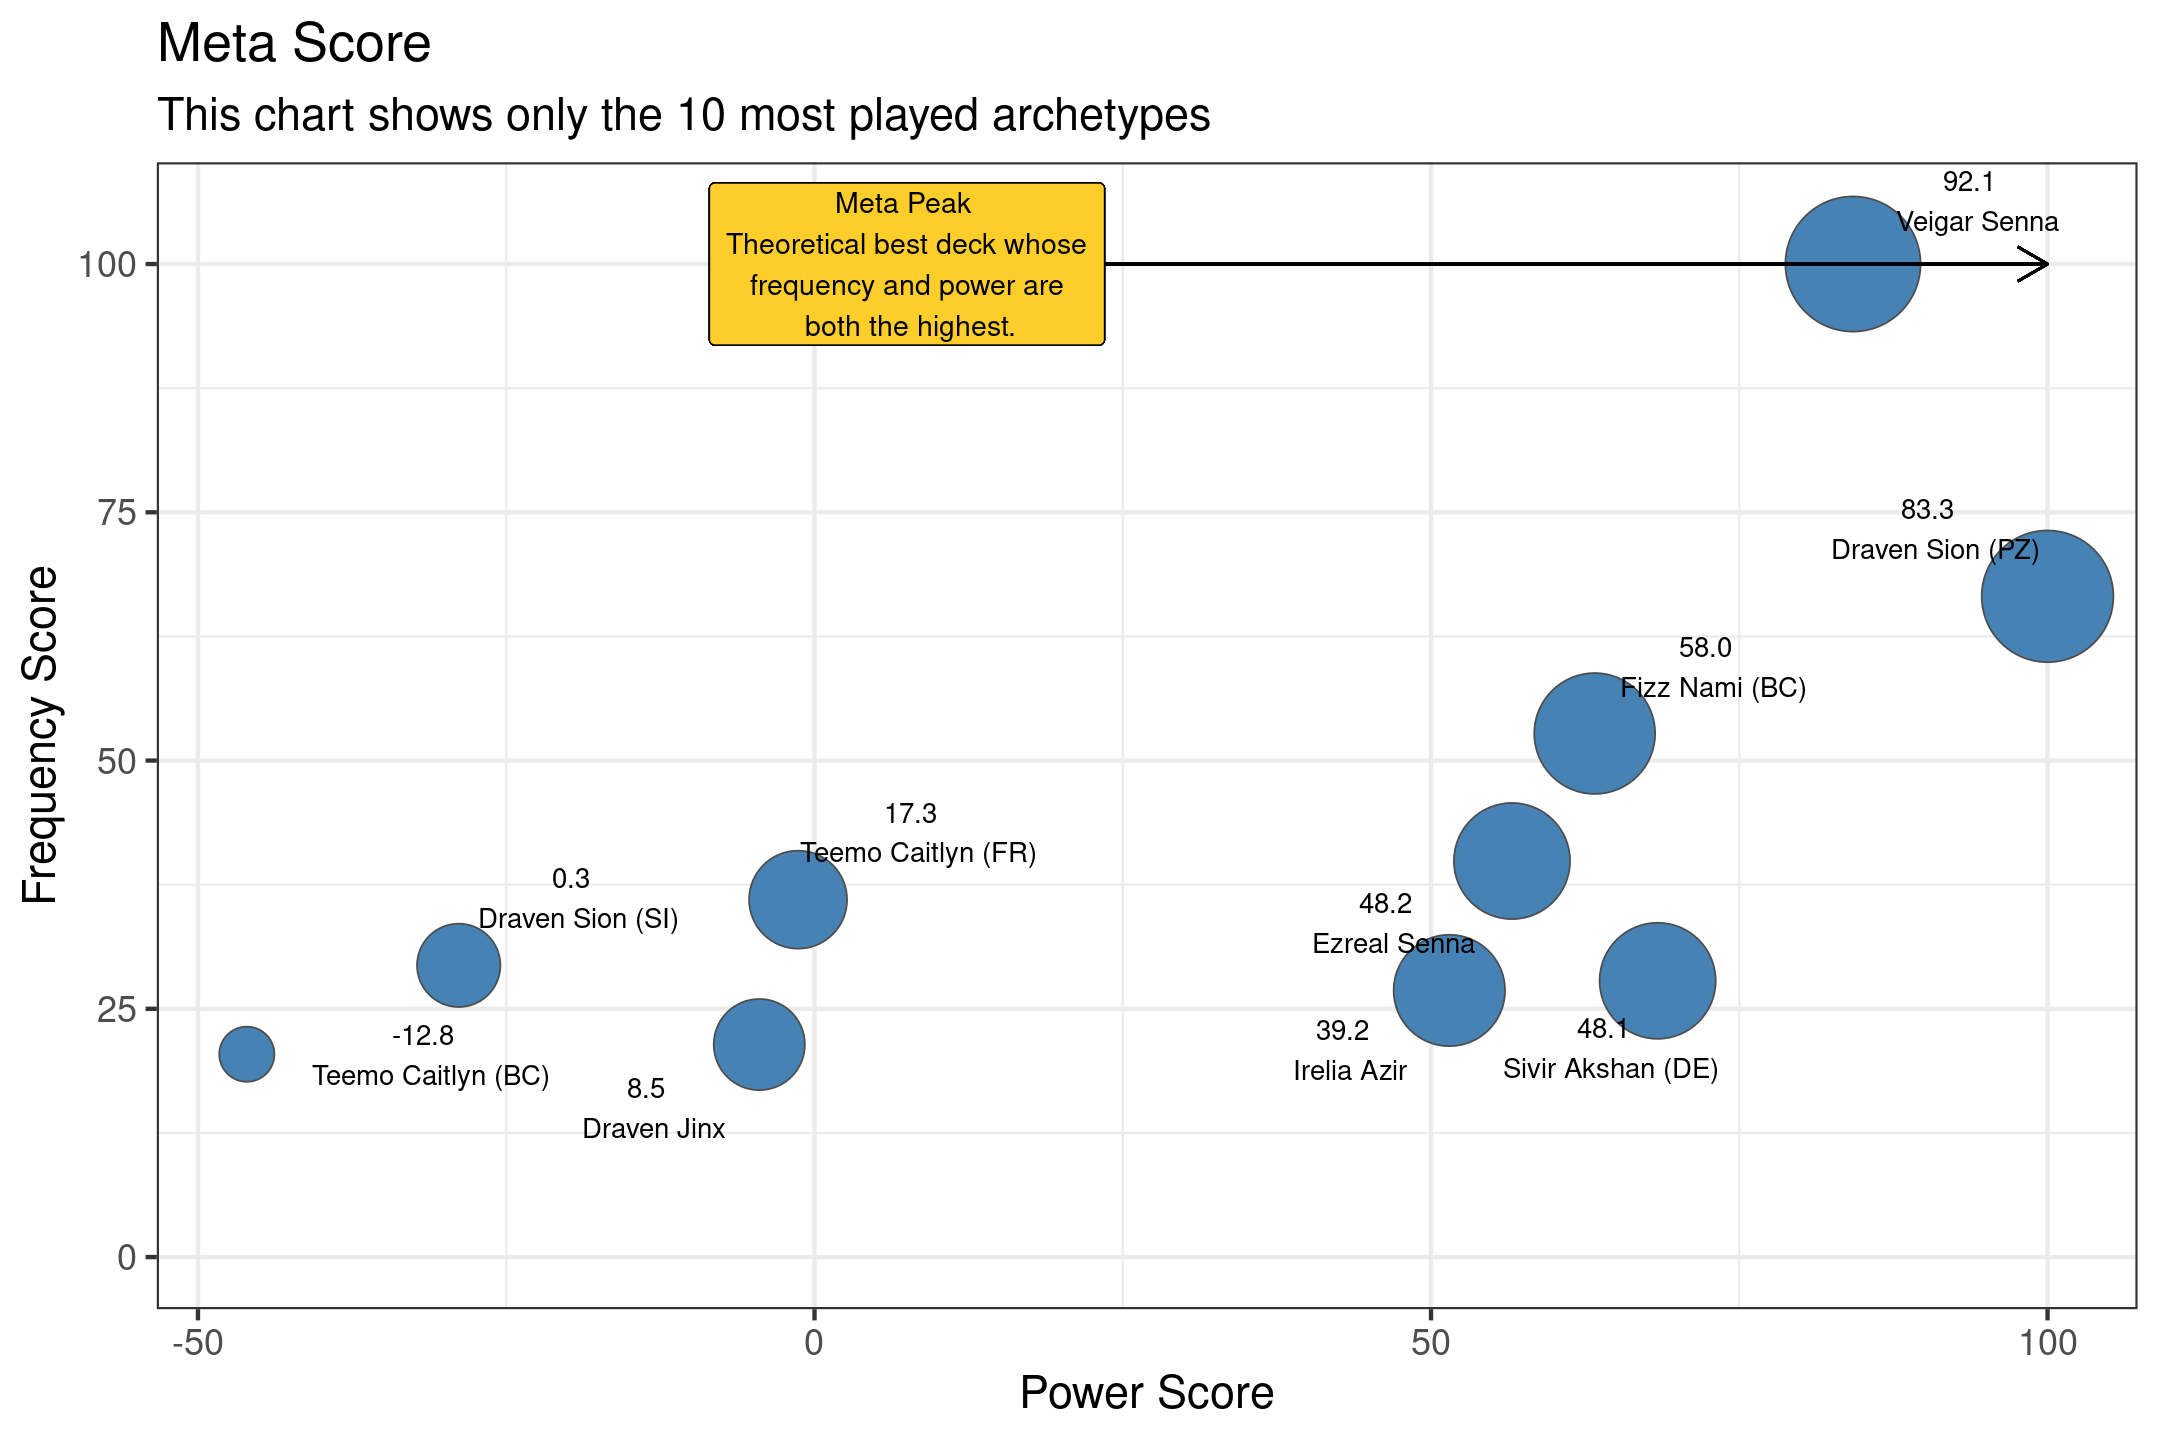 Meta Score
This chart shows only the 10 most played archetypes
Meta Peak
Theoretical best deck whose
frequency and power are
both the highest.
92.1
Veigar Senna
83.3
Draven Sion (PZ)
58.0
Fizz Nami (BC)
17.3
Teemo Caitlyn (FR)
0.3
Draven Sion (SI)
48.2
Ezreal Senna
-12.8
Teemo Caitlyn (BC)
8.5
Draven Jinx
39.2
Irelia Azir
48.1
Sivir Akshan (DE)
100
75
50
25
0
Frequency Score
-50
0
50
100
Power Score